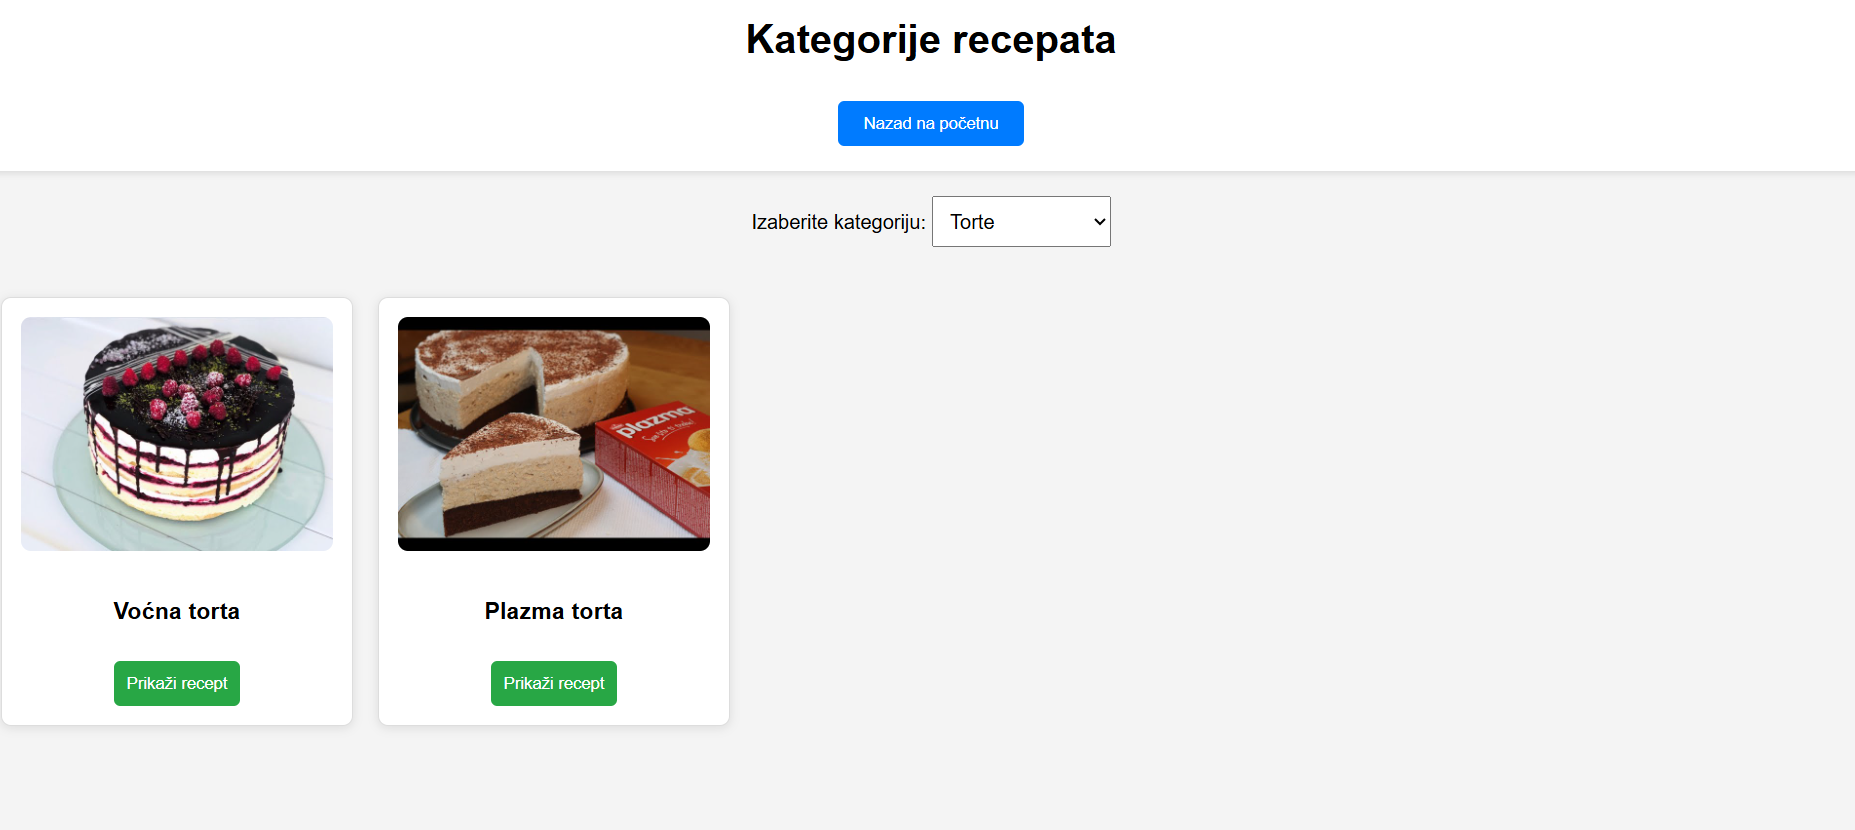 Kategorije recepata
Nazad na početnu
Izaberite kategoriju: Torte
plazma
Voćna torta
Plazma torta
Prikaži recept
Prikaži recept